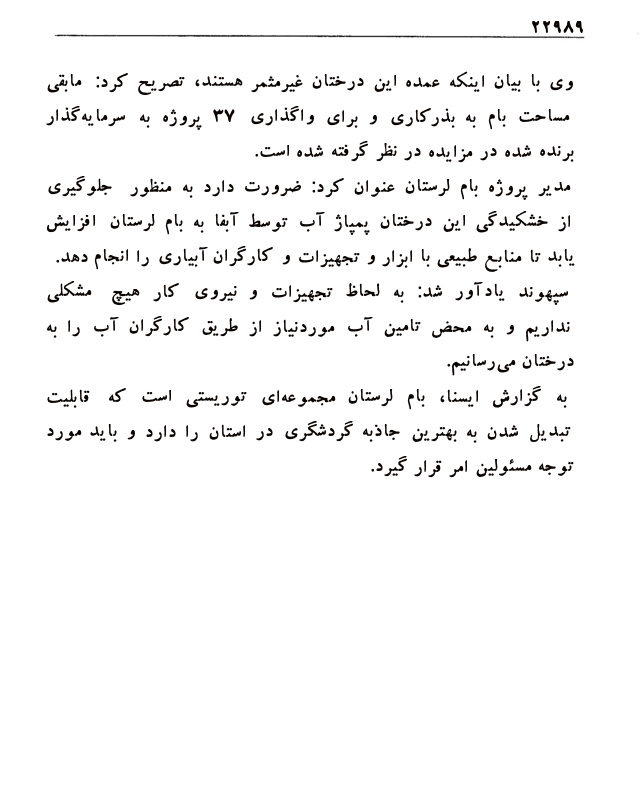 ۲۲۹۸۹
وی با بیان اینکه عمده این درختان غیرمثمر هستند، تصریح کرد: مابقی
مساحت بام به بذرکاری و برای واگذاری ۳۷ پروژه به سرمایه‌گذار
برنده شده در مزایده در نظر گرفته شده است.
مدیر پروژه بام لرستان عنوان کرد: ضرورت دارد به منظور جلوگیری
از خشکیدگی این درختان پمپاژ آب توسط آبفا به بام لرستان افزایش
یابد تا منابع طبیعی با ابزار و تجهیزات و کارگران آبیاری را انجام دهد.
سپهوند یادآور شد: به لحاظ تجهیزات و نیروی کار هیچ مشکلی
نداریم و به محض تامین آب موردنیاز از طریق کارگران آب را به
درختان می‌رسانیم.
به گزارش ایسنا، بام لرستان مجموعه‌ای توریستی است که قابلیت
تبدیل شدن به بهترین جاذبه گردشگری در استان را دارد و باید مورد
توجه مسئولین امر قرار گیرد.